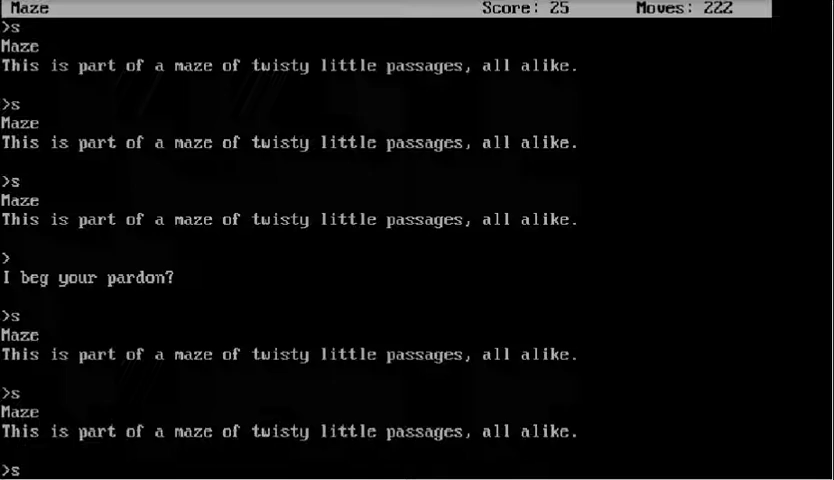 Maze Score: 25 Moves: 222
>s
Maze
This is part of a maze of twisty little passages, all alike.
>s
Maze
This is part of a maze of twisty little passages, all alike.
>s
Maze
This is part of a maze of twisty little passages, all alike.
>
I beg your pardon?
>s
Maze
This is part of a maze of twisty little passages, all alike.
>s
Maze
This is part of a maze of twisty little passages, all alike.
>s